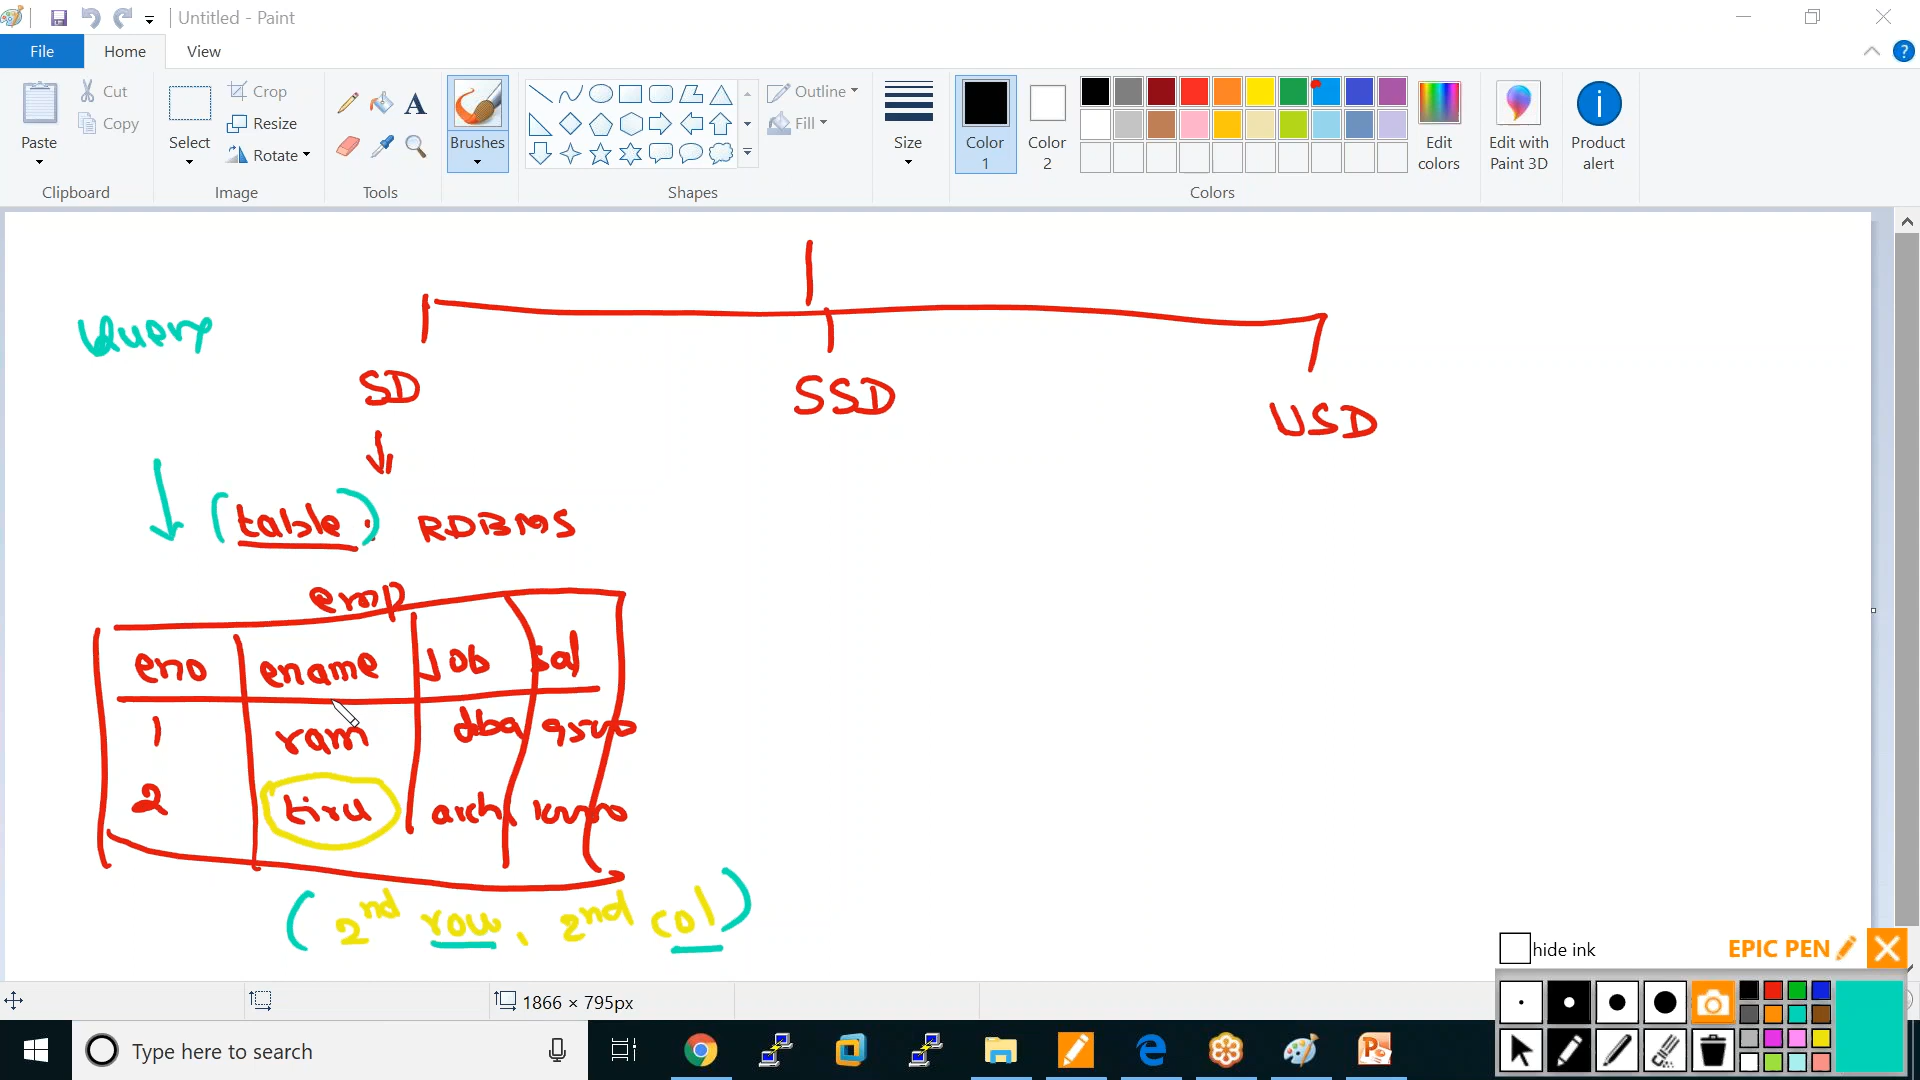 Untitled - Paint
File Home View
Paste
Cut
Copy
Clipboard
Select
Crop
Resize
Rotate
Image
Tools
Brushes
Shapes
Outline
Fill
Size
Color 1
Color 2
Colors
Edit colors
Edit with Paint 3D
Product alert
Query
SD SSD USD
(table): RDBMS
emp
eno ename Job sal
1 ram dba
2 tiru arch
(2nd row, 2nd col)
hide ink EPIC PEN
1866 × 795px
Type here to search